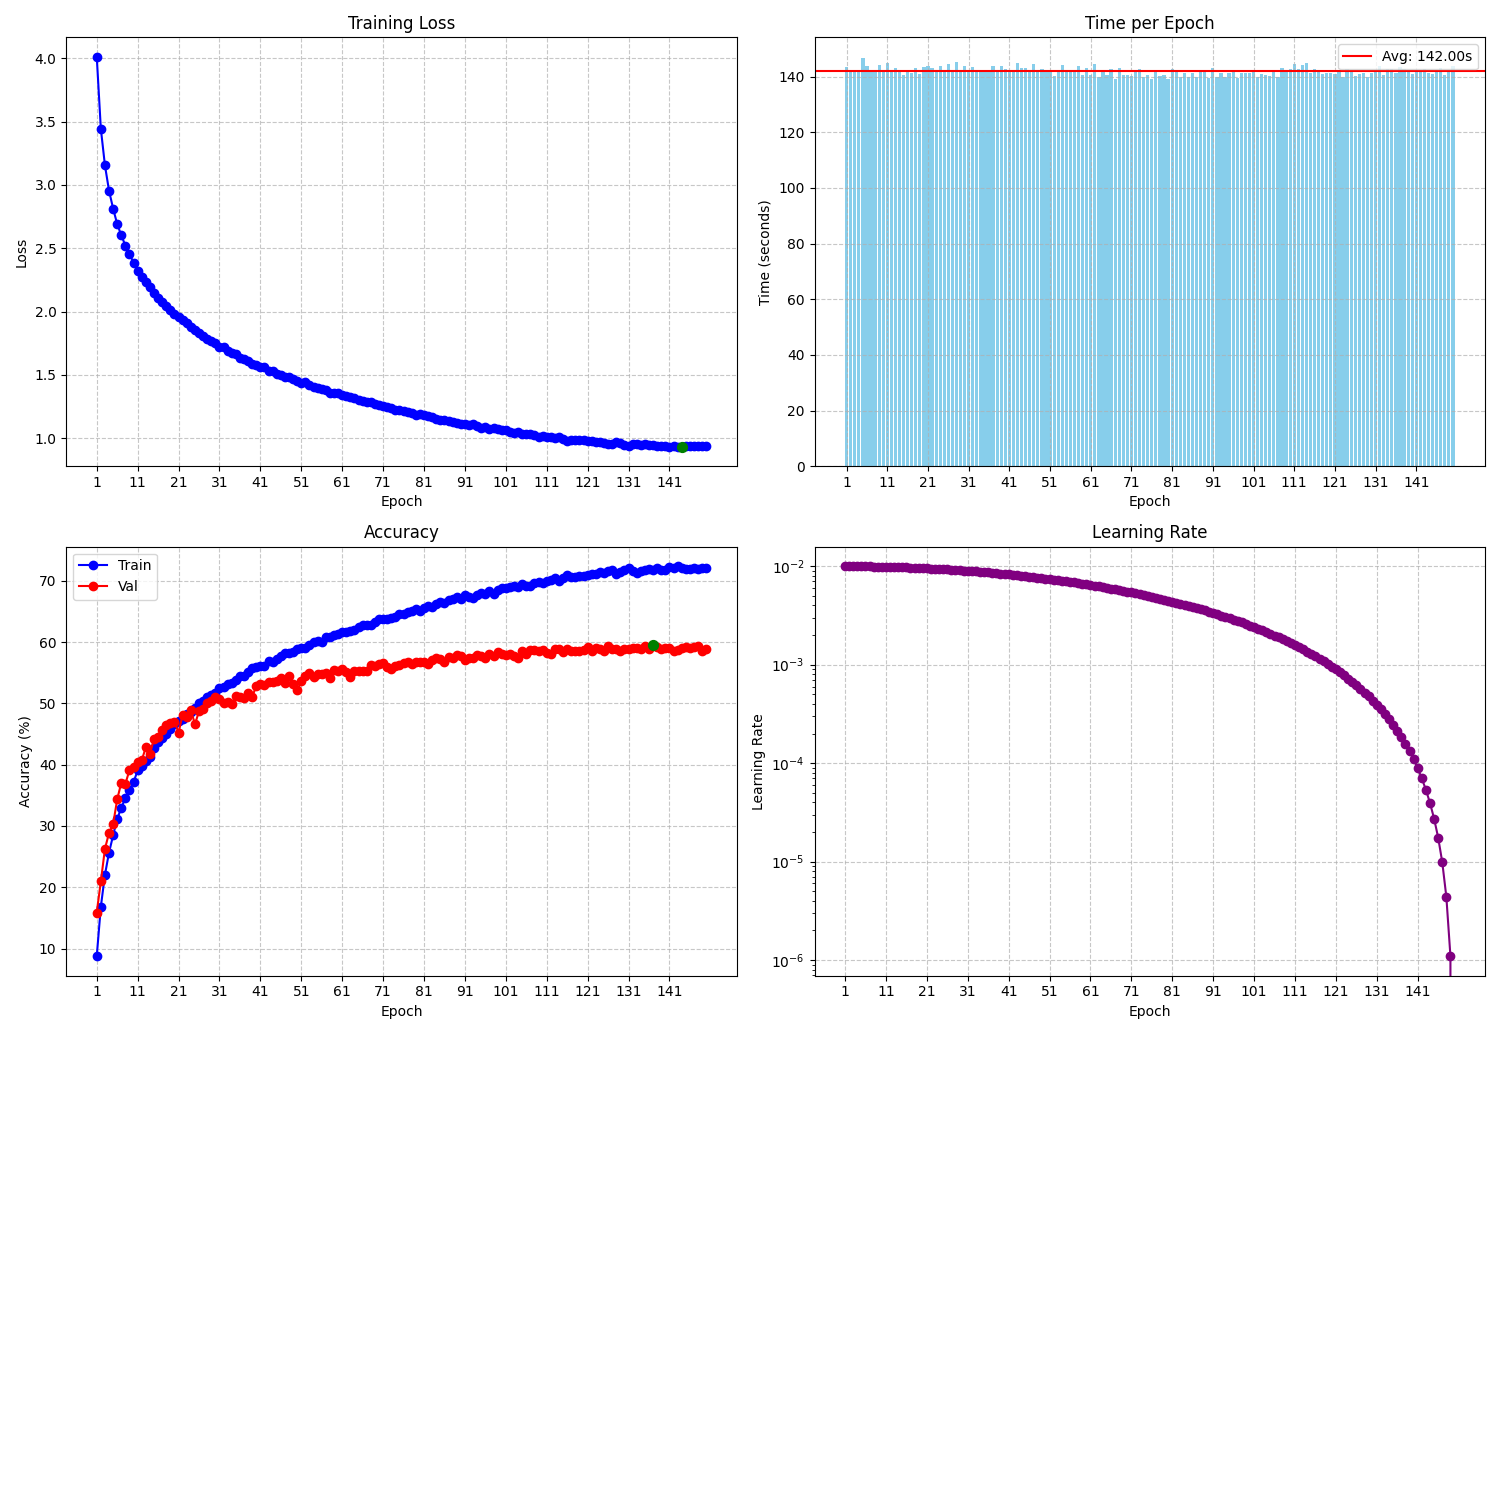 Training Loss
Loss
4.0
3.5
3.0
2.5
2.0
1.5
1.0
1 11 21 31 41 51 61 71 81 91 101 111 121 131 141
Epoch
Time per Epoch
Time (seconds)
140
120
100
80
60
40
20
0
Avg: 142.00s
1 11 21 31 41 51 61 71 81 91 101 111 121 131 141
Epoch
Accuracy
Accuracy (%)
70
60
50
40
30
20
10
Train
Val
1 11 21 31 41 51 61 71 81 91 101 111 121 131 141
Epoch
Learning Rate
Learning Rate
10⁻²
10⁻³
10⁻⁴
10⁻⁵
10⁻⁶
1 11 21 31 41 51 61 71 81 91 101 111 121 131 141
Epoch